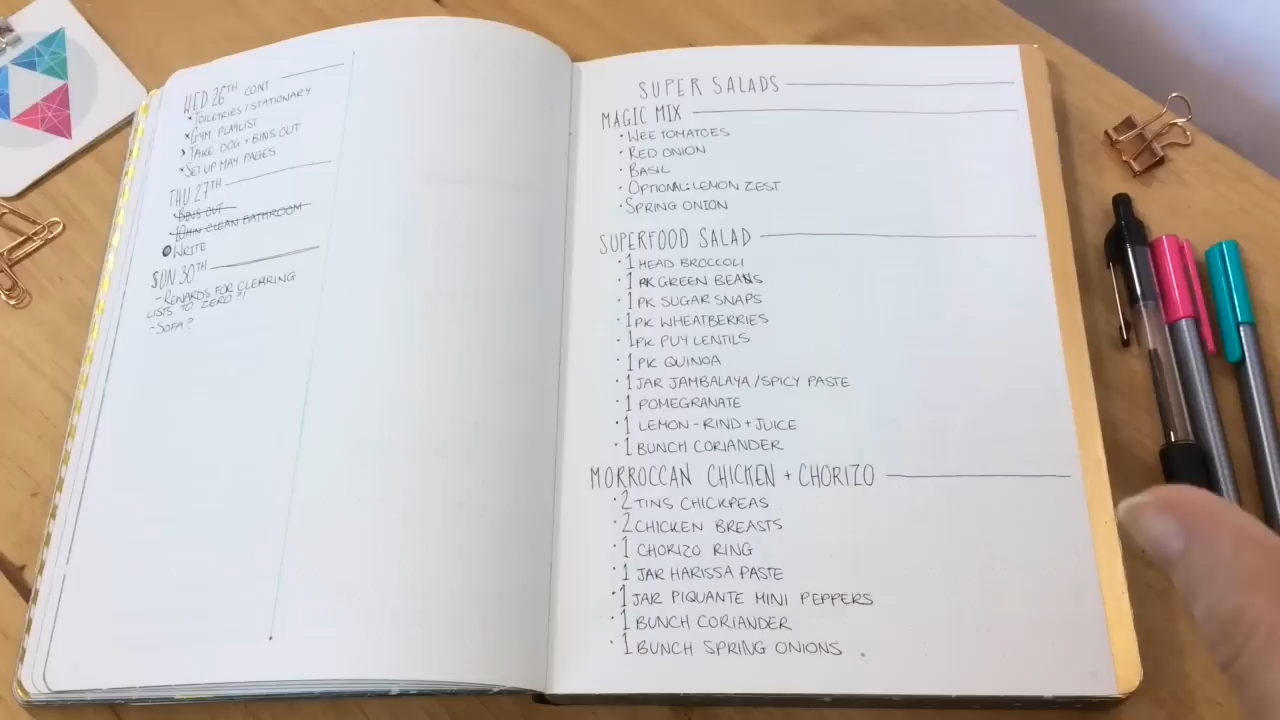 WED 26TH CONT
× TOILETRIES/STATIONARY
× GYM PLAYLIST
> TAKE DOG + BINS OUT
× SET UP MAY PAGES
THU 27TH
· BINS OUT
· JOHN CLEAN BATHROOM
WRITE
SUN 30TH
- REWARDS FOR CLEARING
LISTS TO ZERO?!
- SOFA?
SUPER SALADS
MAGIC MIX
· WEE TOMATOES
· RED ONION
· BASIL
· OPTIONAL: LEMON ZEST
· SPRING ONION
SUPERFOOD SALAD
· 1 HEAD BROCCOLI
· 1 PK GREEN BEANS
· 1 PK SUGAR SNAPS
· 1 PK WHEATBERRIES
· 1 PK PUY LENTILS
· 1 PK QUINOA
· 1 JAR JAMBALAYA/SPICY PASTE
· 1 POMEGRANATE
· 1 LEMON - RIND + JUICE
· 1 BUNCH CORIANDER
MORROCCAN CHICKEN + CHORIZO
· 2 TINS CHICKPEAS
· 2 CHICKEN BREASTS
· 1 CHORIZO RING
· 1 JAR HARISSA PASTE
· 1 JAR PIQUANTE MINI PEPPERS
· 1 BUNCH CORIANDER
· 1 BUNCH SPRING ONIONS